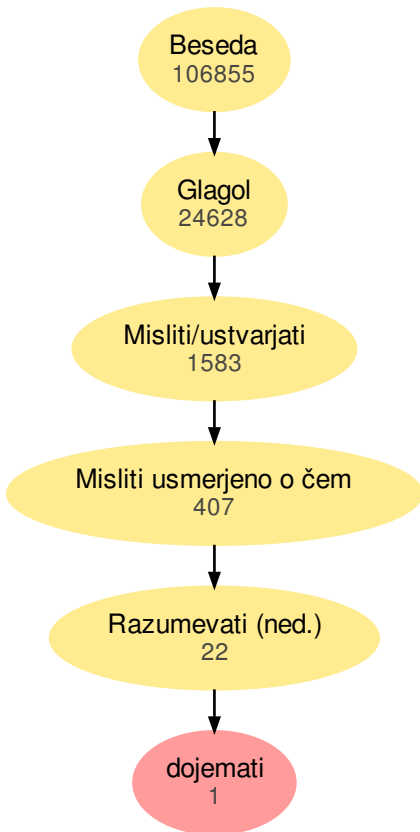 Beseda
106855
Glagol
24628
Misliti/ustvarjati
1583
Misliti usmerjeno o čem
407
Razumevati (ned.)
22
dojemati
1